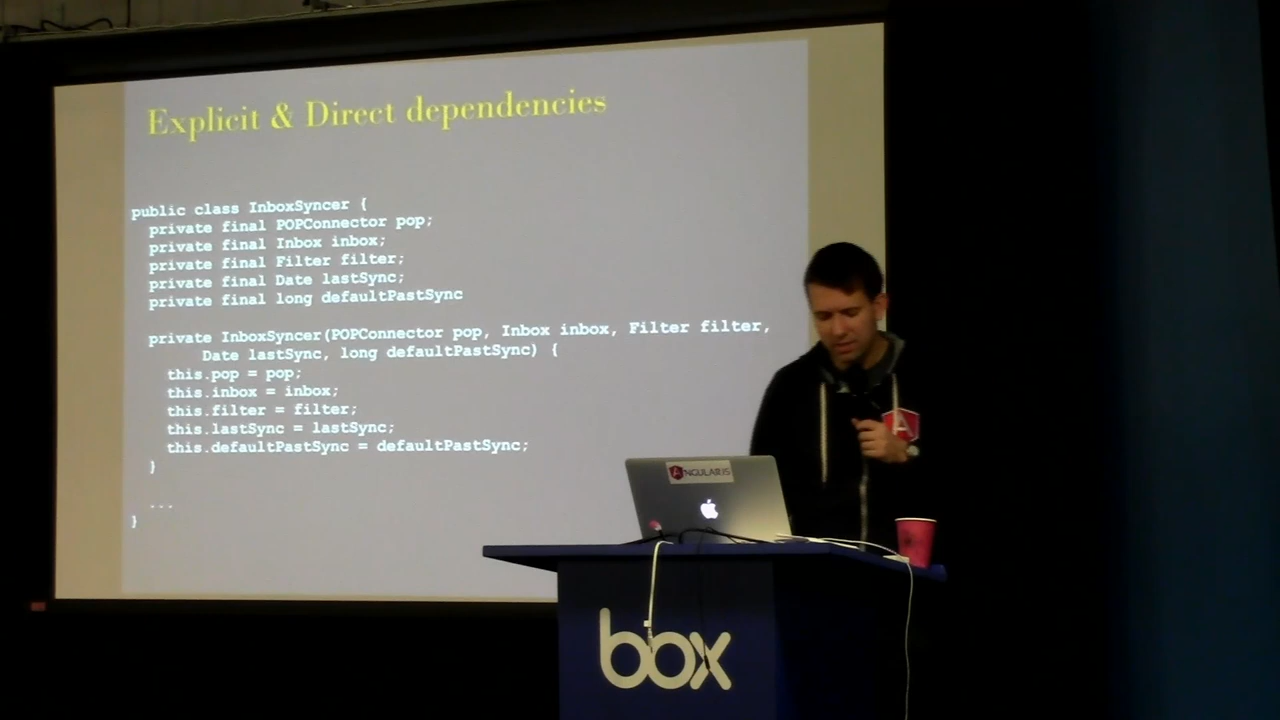 Explicit & Direct dependencies
public class InboxSyncer {
private final POPConnector pop;
private final Inbox inbox;
private final Filter filter;
private final Date lastSync;
private final long defaultPastSync
private InboxSyncer(POPConnector pop, Inbox inbox, Filter filter,
Date lastSync, long defaultPastSync) {
this.pop = pop;
this.inbox = inbox;
this.filter = filter;
this.lastSync = lastSync;
this.defaultPastSync = defaultPastSync;
}
...
}
A
ANGULARJS
box